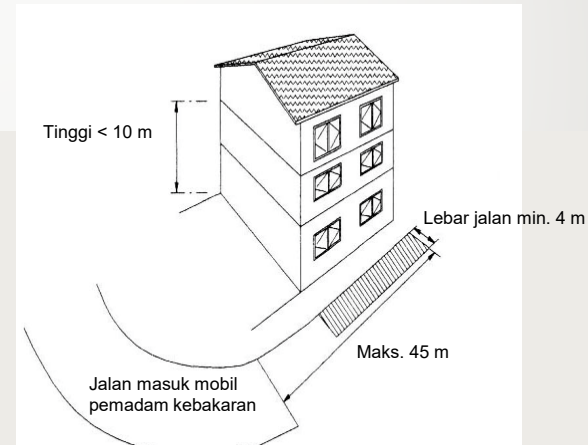 Tinggi < 10 m
Lebar jalan min. 4 m
Maks. 45 m
Jalan masuk mobil
pemadam kebakaran